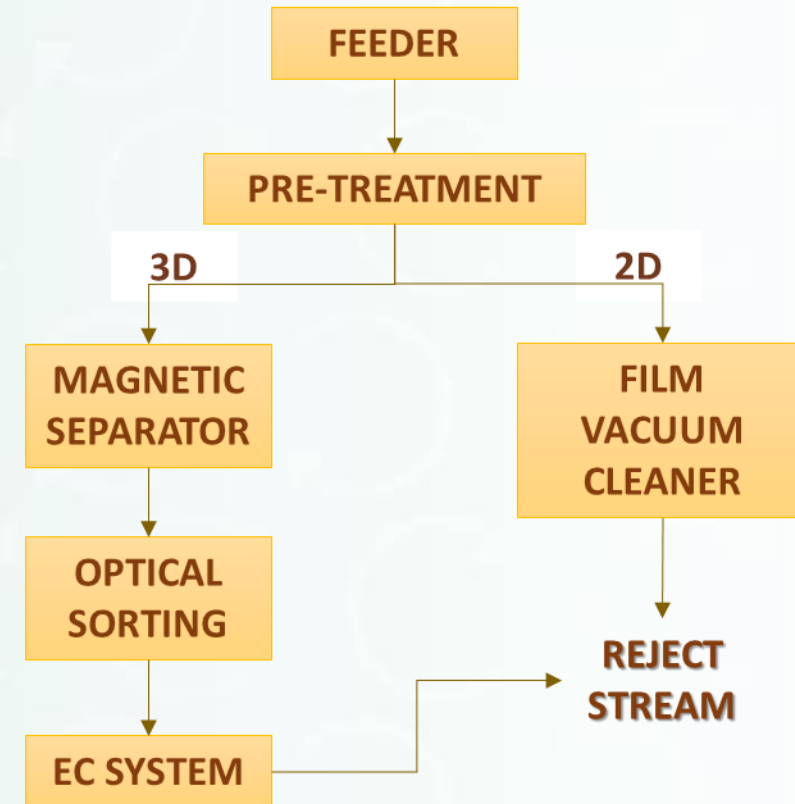 FEEDER
PRE-TREATMENT
3D
2D
MAGNETIC
SEPARATOR
FILM
VACUUM
CLEANER
OPTICAL
SORTING
REJECT
STREAM
EC SYSTEM